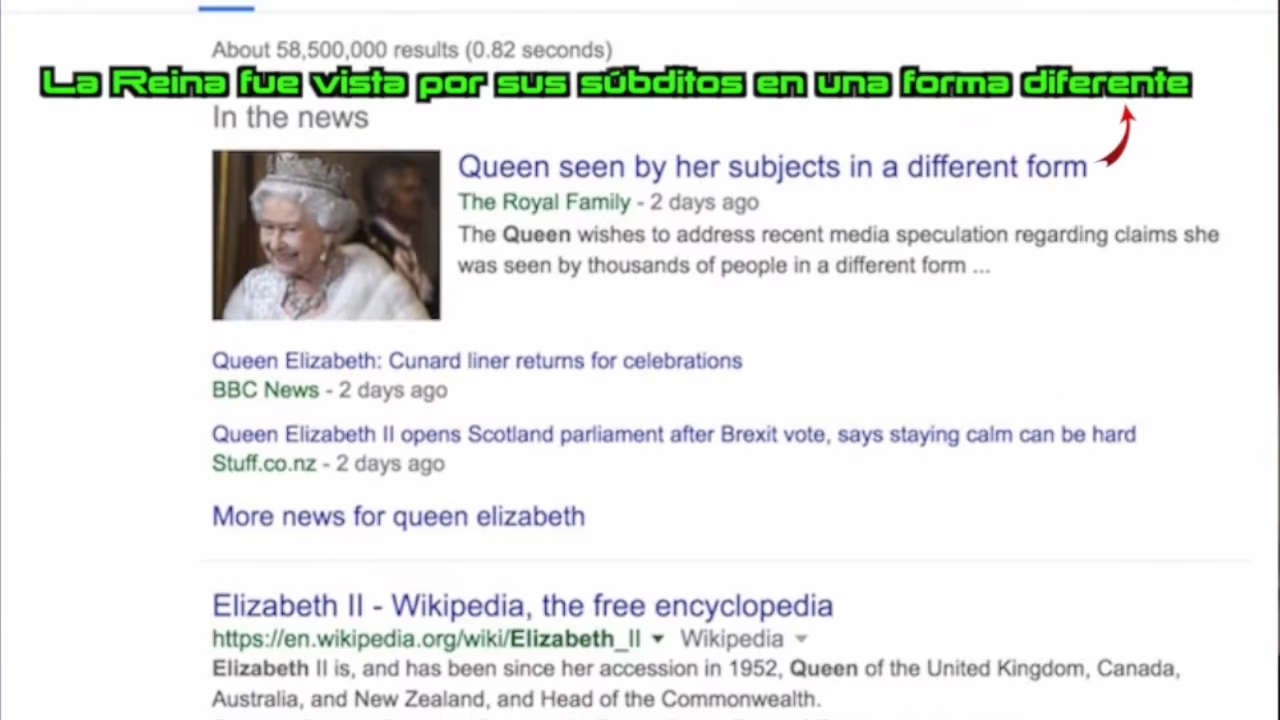 About 58,500,000 results (0.82 seconds)
La Reina fue vista por sus súbditos en una forma diferente
In the news
Queen seen by her subjects in a different form
The Royal Family - 2 days ago
The Queen wishes to address recent media speculation regarding claims she
was seen by thousands of people in a different form ...
Queen Elizabeth: Cunard liner returns for celebrations
BBC News - 2 days ago
Queen Elizabeth II opens Scotland parliament after Brexit vote, says staying calm can be hard
Stuff.co.nz - 2 days ago
More news for queen elizabeth
Elizabeth II - Wikipedia, the free encyclopedia
https://en.wikipedia.org/wiki/Elizabeth_II Wikipedia
Elizabeth II is, and has been since her accession in 1952, Queen of the United Kingdom, Canada,
Australia, and New Zealand, and Head of the Commonwealth.